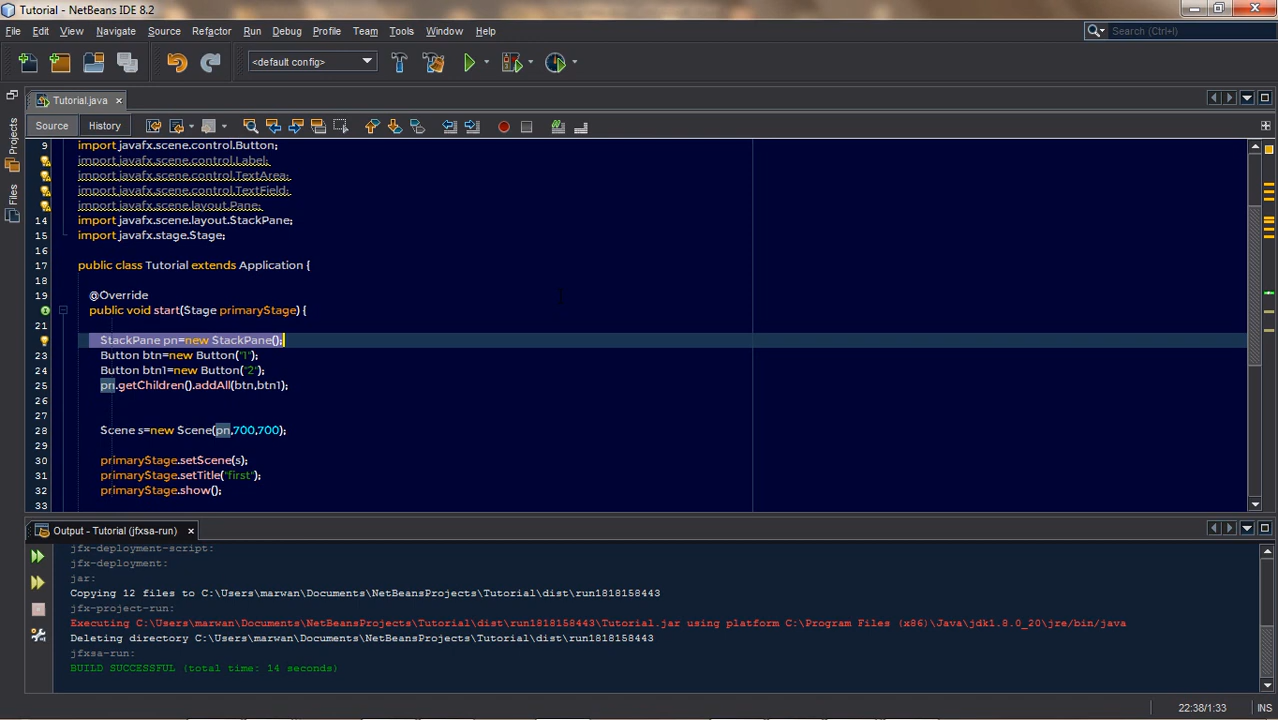 Tutorial - NetBeans IDE 8.2
File Edit View Navigate Source Refactor Run Debug Profile Team Tools Window Help
Search (Ctrl+I)
<default config>
Tutorial.java
Source History
Projects
Files
9 import javafx.scene.control.Button;
import javafx.scene.control.Label;
import javafx.scene.control.TextArea;
import javafx.scene.control.TextField;
import javafx.scene.layout.Pane;
14 import javafx.scene.layout.StackPane;
15 import javafx.stage.Stage;
16
17 public class Tutorial extends Application {
18
19 @Override
public void start(Stage primaryStage) {
21
StackPane pn=new StackPane();
23 Button btn=new Button("1");
24 Button btn1=new Button("2");
25 pn.getChildren().addAll(btn,btn1);
26
27
28 Scene s=new Scene(pn,700,700);
29
30 primaryStage.setScene(s);
31 primaryStage.setTitle("first");
32 primaryStage.show();
33
Output - Tutorial (jfxsa-run)
jfx-deployment-script:
jfx-deployment:
jar:
Copying 12 files to C:\Users\marwan\Documents\NetBeansProjects\Tutorial\dist\run1818158443
jfx-project-run:
Executing C:\Users\marwan\Documents\NetBeansProjects\Tutorial\dist\run1818158443\Tutorial.jar using platform C:\Program Files (x86)\Java\jdk1.8.0_20\jre/bin/java
Deleting directory C:\Users\marwan\Documents\NetBeansProjects\Tutorial\dist\run1818158443
jfxsa-run:
BUILD SUCCESSFUL (total time: 14 seconds)
22:38/1:33 INS